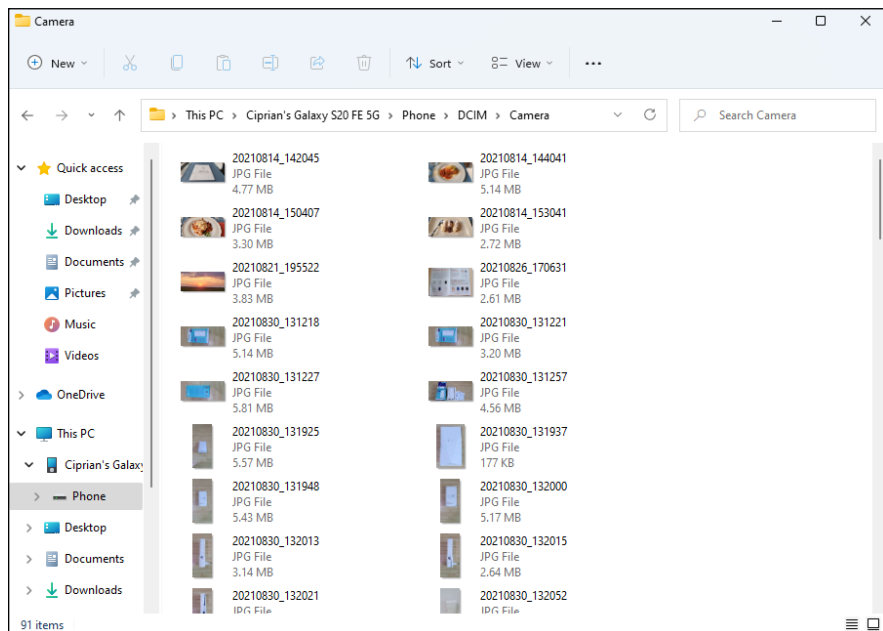 Camera
New
Sort
View
This PC > Ciprian's Galaxy S20 FE 5G > Phone > DCIM > Camera
Search Camera
Quick access
Desktop
Downloads
Documents
Pictures
Music
Videos
OneDrive
This PC
Ciprian's Galaxy
Phone
Desktop
Documents
Downloads
20210814_142045
JPG File
4.77 MB
20210814_144041
JPG File
5.14 MB
20210814_150407
JPG File
3.30 MB
20210814_153041
JPG File
2.72 MB
20210821_195522
JPG File
3.83 MB
20210826_170631
JPG File
2.61 MB
20210830_131218
JPG File
5.14 MB
20210830_131221
JPG File
3.20 MB
20210830_131227
JPG File
5.81 MB
20210830_131257
JPG File
4.56 MB
20210830_131925
JPG File
5.57 MB
20210830_131937
JPG File
177 KB
20210830_131948
JPG File
5.43 MB
20210830_132000
JPG File
5.17 MB
20210830_132013
JPG File
3.14 MB
20210830_132015
JPG File
2.64 MB
20210830_132021
JPG File
20210830_132052
JPG File
91 items